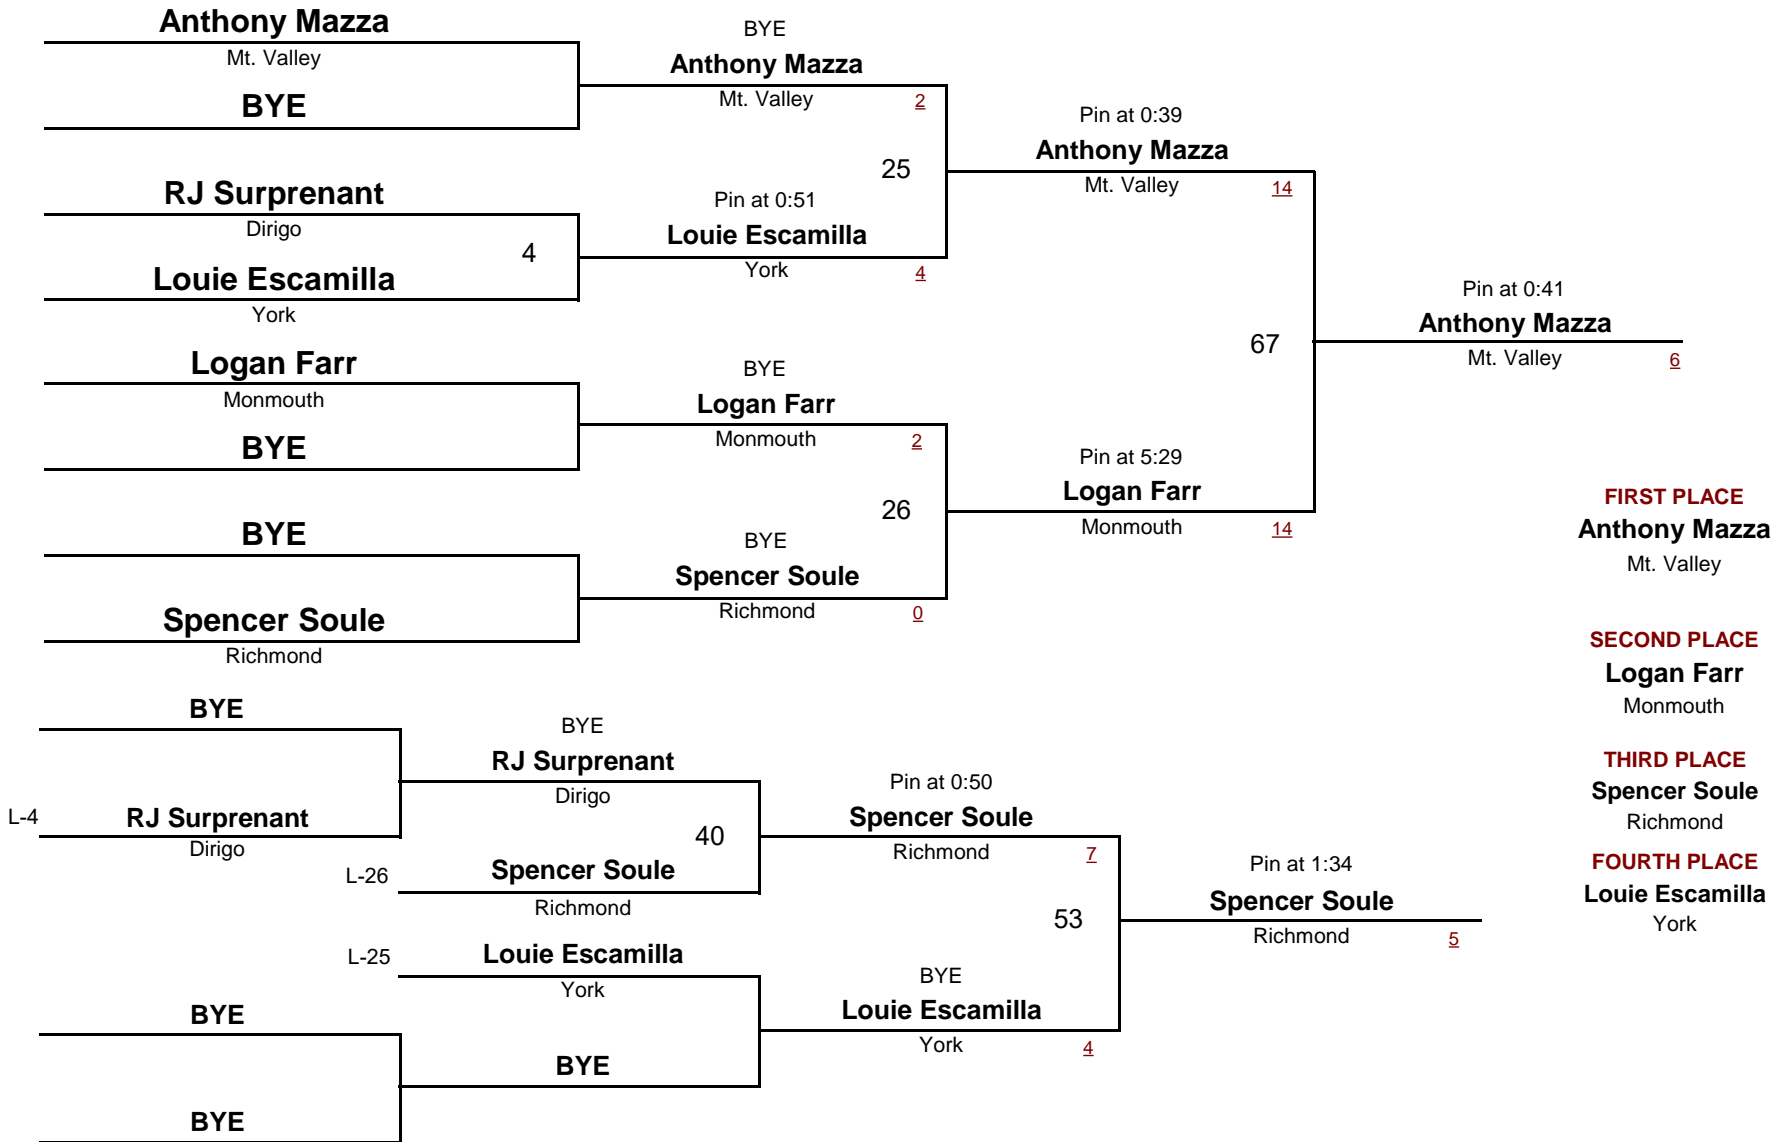 Anthony Mazza
Mt. Valley
BYE
RJ Surprenant
Dirigo
4
Louie Escamilla
York
Logan Farr
Monmouth
BYE
BYE
Spencer Soule
Richmond
BYE
Anthony Mazza
Mt. Valley 2
25
Pin at 0:51
Louie Escamilla
York 4
BYE
Logan Farr
Monmouth 2
26
BYE
Spencer Soule
Richmond 0
Pin at 0:39
Anthony Mazza
Mt. Valley 14
67
Pin at 5:29
Logan Farr
Monmouth 14
Pin at 0:41
Anthony Mazza
Mt. Valley 6
FIRST PLACE
Anthony Mazza
Mt. Valley
SECOND PLACE
Logan Farr
Monmouth
THIRD PLACE
Spencer Soule
Richmond
FOURTH PLACE
Louie Escamilla
York
BYE
L-4 RJ Surprenant
Dirigo
BYE
BYE
BYE
RJ Surprenant
Dirigo
40
L-26 Spencer Soule
Richmond
L-25 Louie Escamilla
York
BYE
Pin at 0:50
Spencer Soule
Richmond 7
53
BYE
Louie Escamilla
York 4
Pin at 1:34
Spencer Soule
Richmond 5